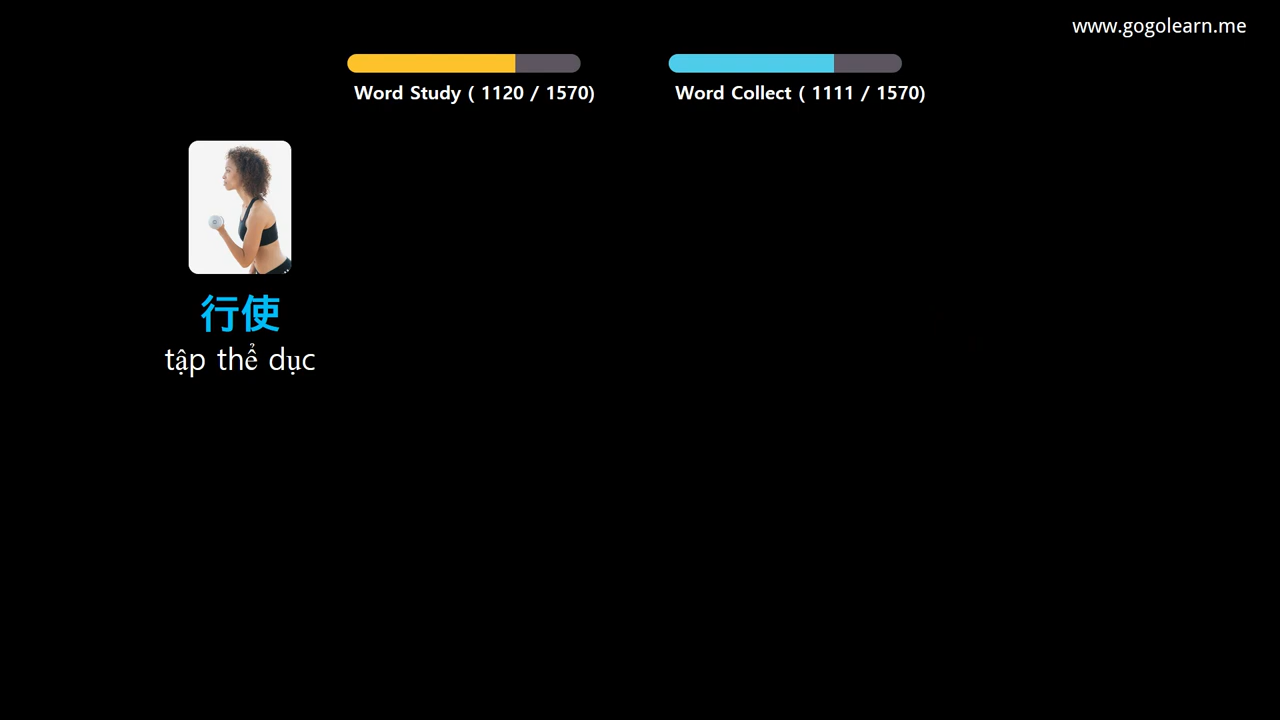 www.gogolearn.me
Word Study ( 1120 / 1570)
Word Collect ( 1111 / 1570)
行使
tập thể dục